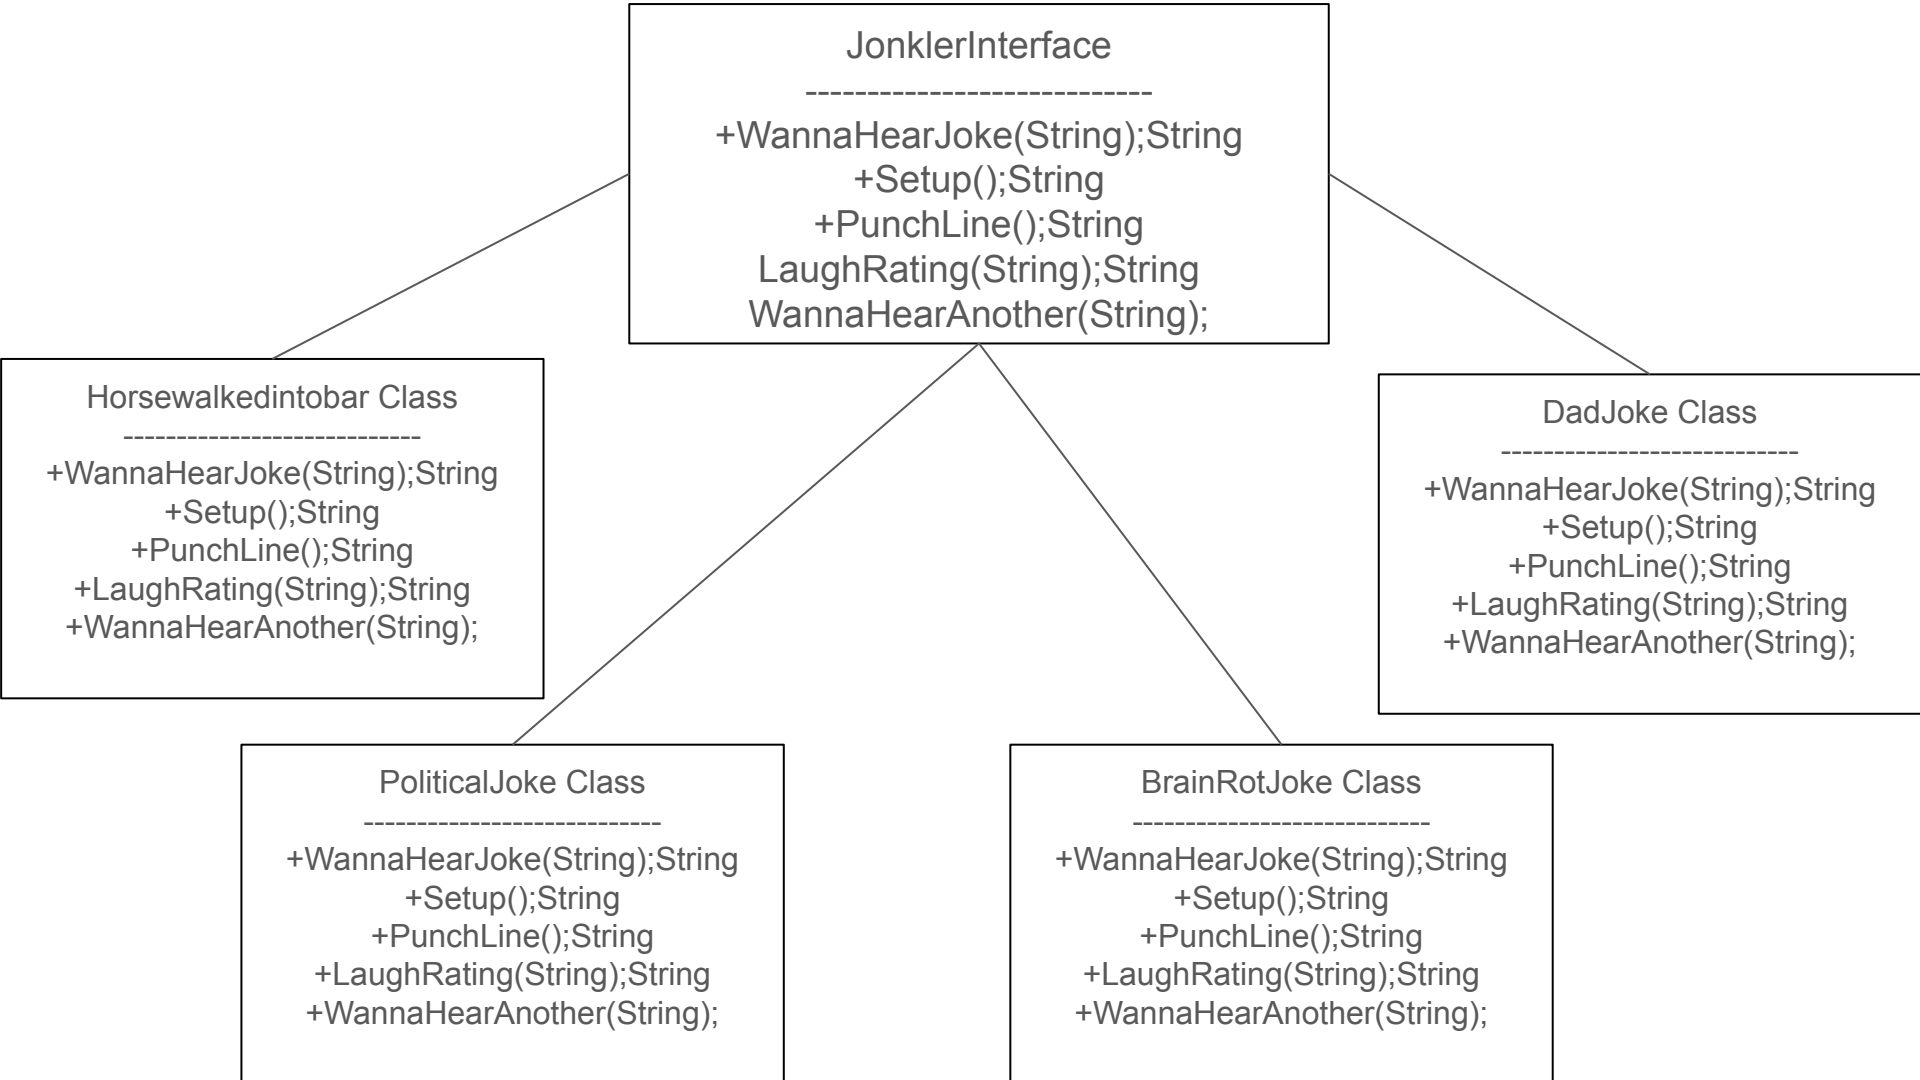 JonklerInterface
----------------------------
+WannaHearJoke(String);String
+Setup();String
+PunchLine();String
LaughRating(String);String
WannaHearAnother(String);
Horsewalkedintobar Class
----------------------------
+WannaHearJoke(String);String
+Setup();String
+PunchLine();String
+LaughRating(String);String
+WannaHearAnother(String);
DadJoke Class
----------------------------
+WannaHearJoke(String);String
+Setup();String
+PunchLine();String
+LaughRating(String);String
+WannaHearAnother(String);
PoliticalJoke Class
----------------------------
+WannaHearJoke(String);String
+Setup();String
+PunchLine();String
+LaughRating(String);String
+WannaHearAnother(String);
BrainRotJoke Class
----------------------------
+WannaHearJoke(String);String
+Setup();String
+PunchLine();String
+LaughRating(String);String
+WannaHearAnother(String);